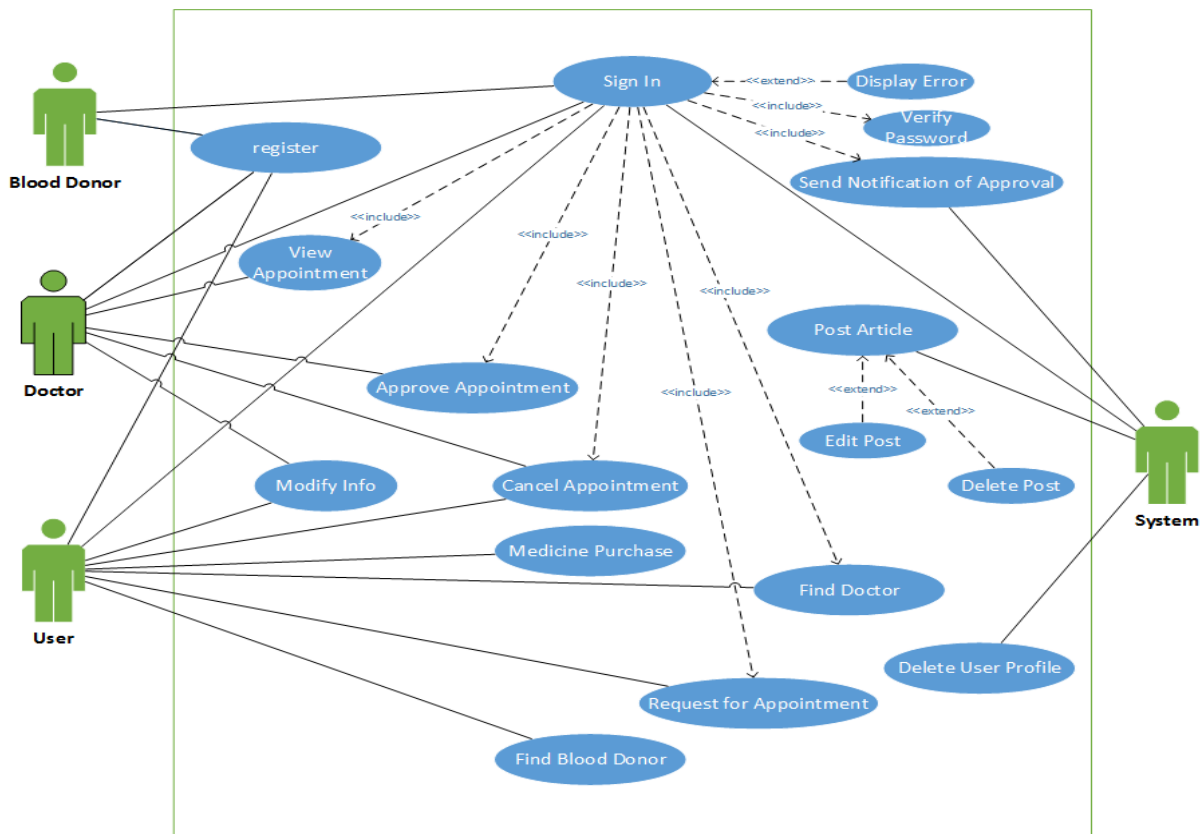 Sign In
<<extend>>
Display Error
<<include>>
Verify
Password
<<include>>
register
Blood Donor
Send Notification of Approval
<<include>>
<<include>>
<<include>>
<<include>>
View
Appointment
Post Article
Doctor
Approve Appointment
<<extend>>
<<include>>
<<extend>>
Edit Post
Modify Info
Cancel Appointment
Delete Post
System
Medicine Purchase
Find Doctor
User
Delete User Profile
Request for Appointment
Find Blood Donor